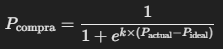 P_compra = 1 / (1 + e^{k×(P_actual−P_ideal)})